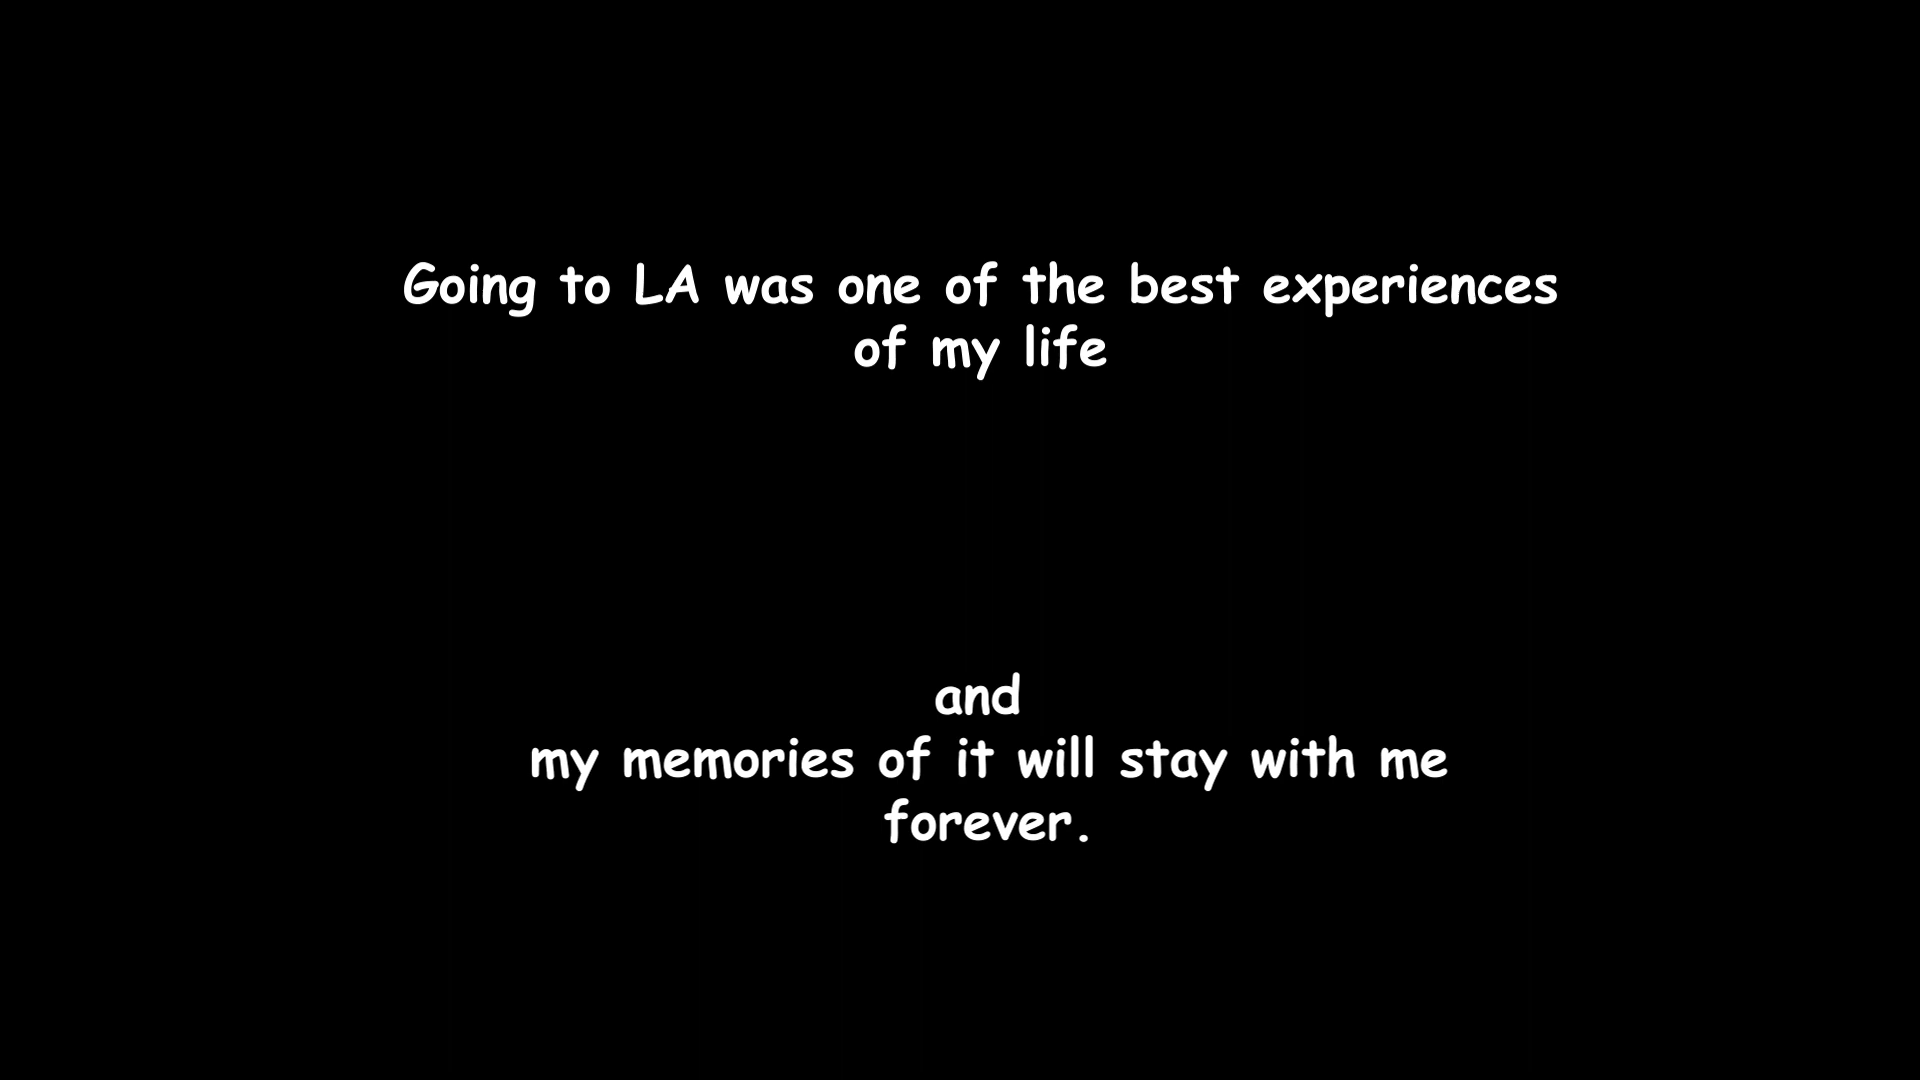 Going to LA was one of the best experiences
of my life
and
my memories of it will stay with me
forever.